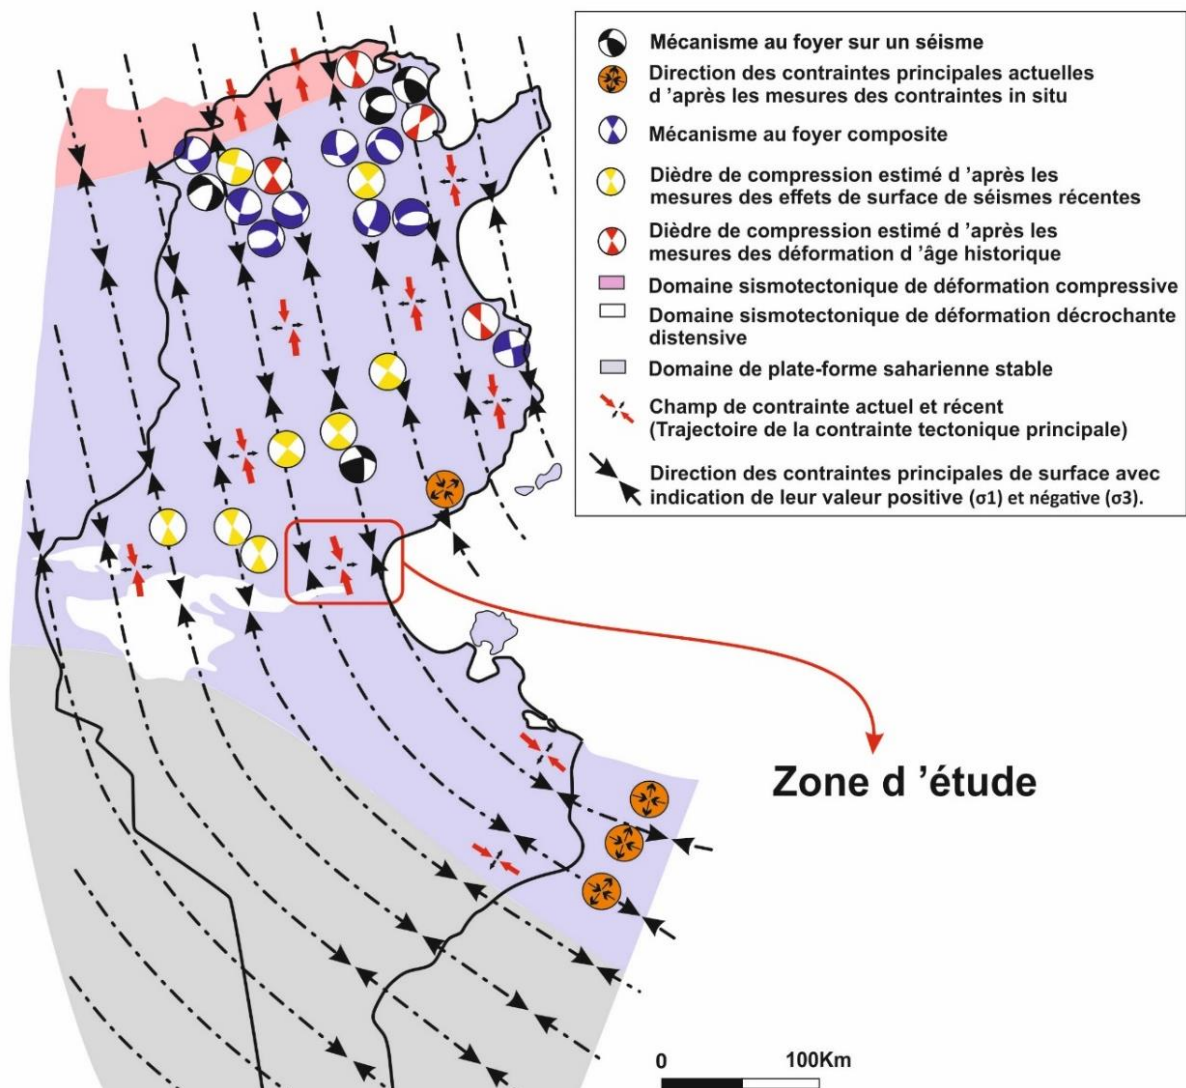 Mécanisme au foyer sur un séisme
Direction des contraintes principales actuelles
d 'après les mesures des contraintes in situ
Mécanisme au foyer composite
Dièdre de compression estimé d 'après les
mesures des effets de surface de séismes récentes
Dièdre de compression estimé d 'après les
mesures des déformation d 'âge historique
Domaine sismotectonique de déformation compressive
Domaine sismotectonique de déformation décrochante
distensive
Domaine de plate-forme saharienne stable
Champ de contrainte actuel et récent
(Trajectoire de la contrainte tectonique principale)
Direction des contraintes principales de surface avec
indication de leur valeur positive (σ1) et négative (σ3).
Zone d 'étude
0 100Km